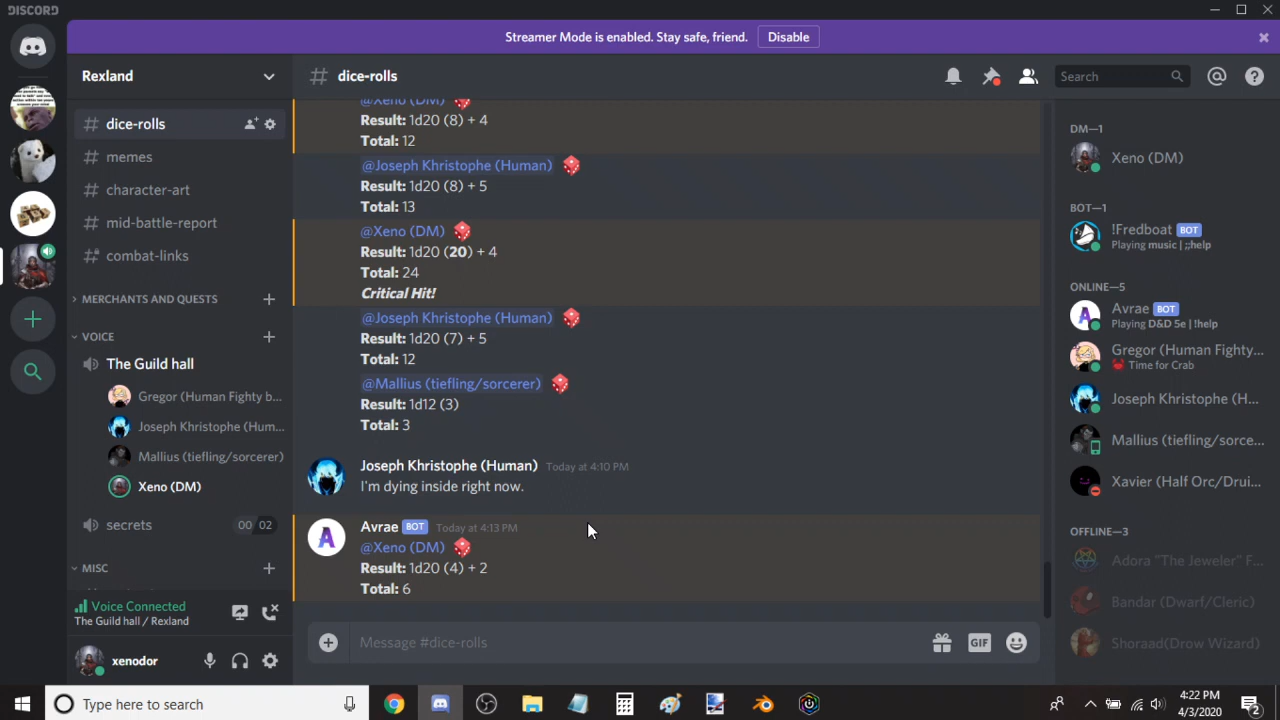 DISCORD
Streamer Mode is enabled. Stay safe, friend. Disable
Rexland
dice-rolls
memes
character-art
mid-battle-report
combat-links
MERCHANTS AND QUESTS
VOICE
The Guild hall
Gregor (Human Fighty b...
Joseph Khristophe (Hum...
Mallius (tiefling/sorcerer)
Xeno (DM)
secrets 00 / 02
MISC
Voice Connected
The Guild hall / Rexland
xenodor
# dice-rolls
Search
@Xeno (DM)
Result: 1d20 (8) + 4
Total: 12
@Joseph Khristophe (Human)
Result: 1d20 (8) + 5
Total: 13
@Xeno (DM)
Result: 1d20 (20) + 4
Total: 24
Critical Hit!
@Joseph Khristophe (Human)
Result: 1d20 (7) + 5
Total: 12
@Mallius (tiefling/sorcerer)
Result: 1d12 (3)
Total: 3
Joseph Khristophe (Human) Today at 4:10 PM
I'm dying inside right now.
Avrae BOT Today at 4:13 PM
@Xeno (DM)
Result: 1d20 (4) + 2
Total: 6
Message #dice-rolls
GIF
DM—1
Xeno (DM)
BOT—1
!Fredboat BOT
Playing music | ;;help
ONLINE—5
Avrae BOT
Playing D&D 5e | !help
Gregor (Human Fighty...
Time for Crab
Joseph Khristophe (H...
Mallius (tiefling/sorce...
Xavier (Half Orc/Drui...
OFFLINE—3
Adora "The Jeweler" F...
Bandar (Dwarf/Cleric)
Shoraad(Drow Wizard)
Type here to search
4:22 PM
4/3/2020
2